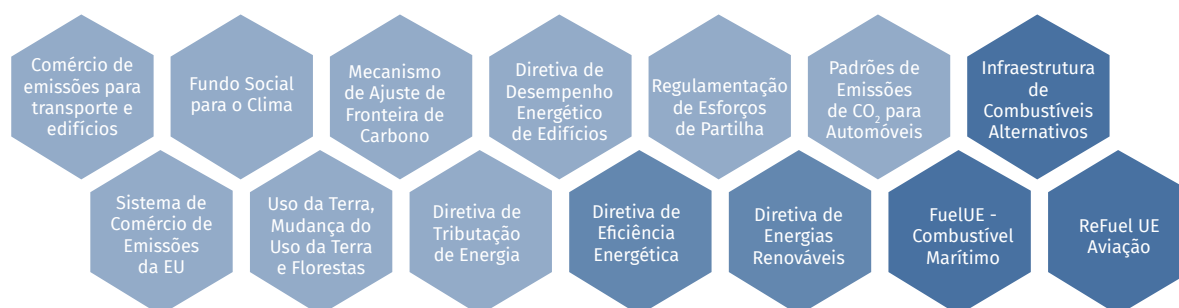 Comércio de
emissões para
transporte e
edifícios
Fundo Social
para o Clima
Mecanismo
de Ajuste de
Fronteira de
Carbono
Diretiva de
Desempenho
Energético
de Edifícios
Regulamentação
de Esforços
de Partilha
Padrões de
Emissões
de CO₂ para
Automóveis
Infraestrutura
de
Combustíveis
Alternativos
Sistema de
Comércio de
Emissões
da EU
Uso da Terra,
Mudança do
Uso da Terra
e Florestas
Diretiva de
Tributação
de Energia
Diretiva de
Eficiência
Energética
Diretiva de
Energias
Renováveis
FuelUE -
Combustível
Marítimo
ReFuel UE
Aviação